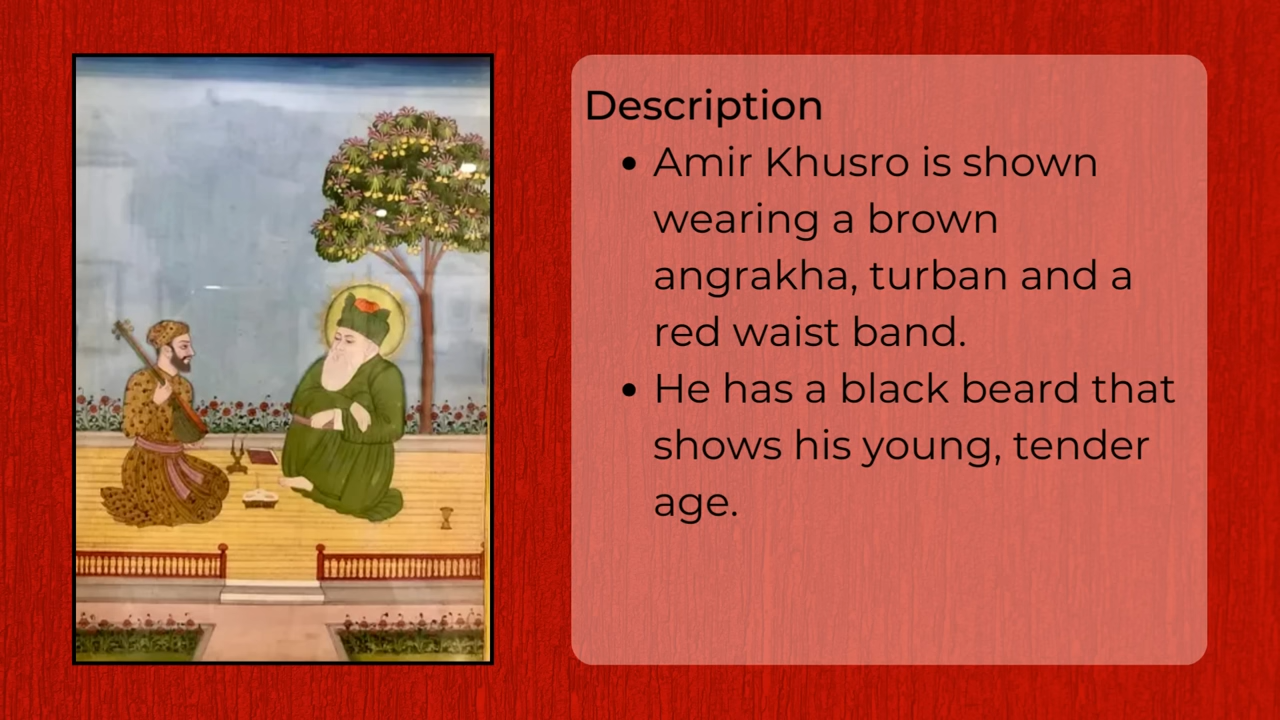 Description
• Amir Khusro is shown
wearing a brown
angrakha, turban and a
red waist band.
• He has a black beard that
shows his young, tender
age.